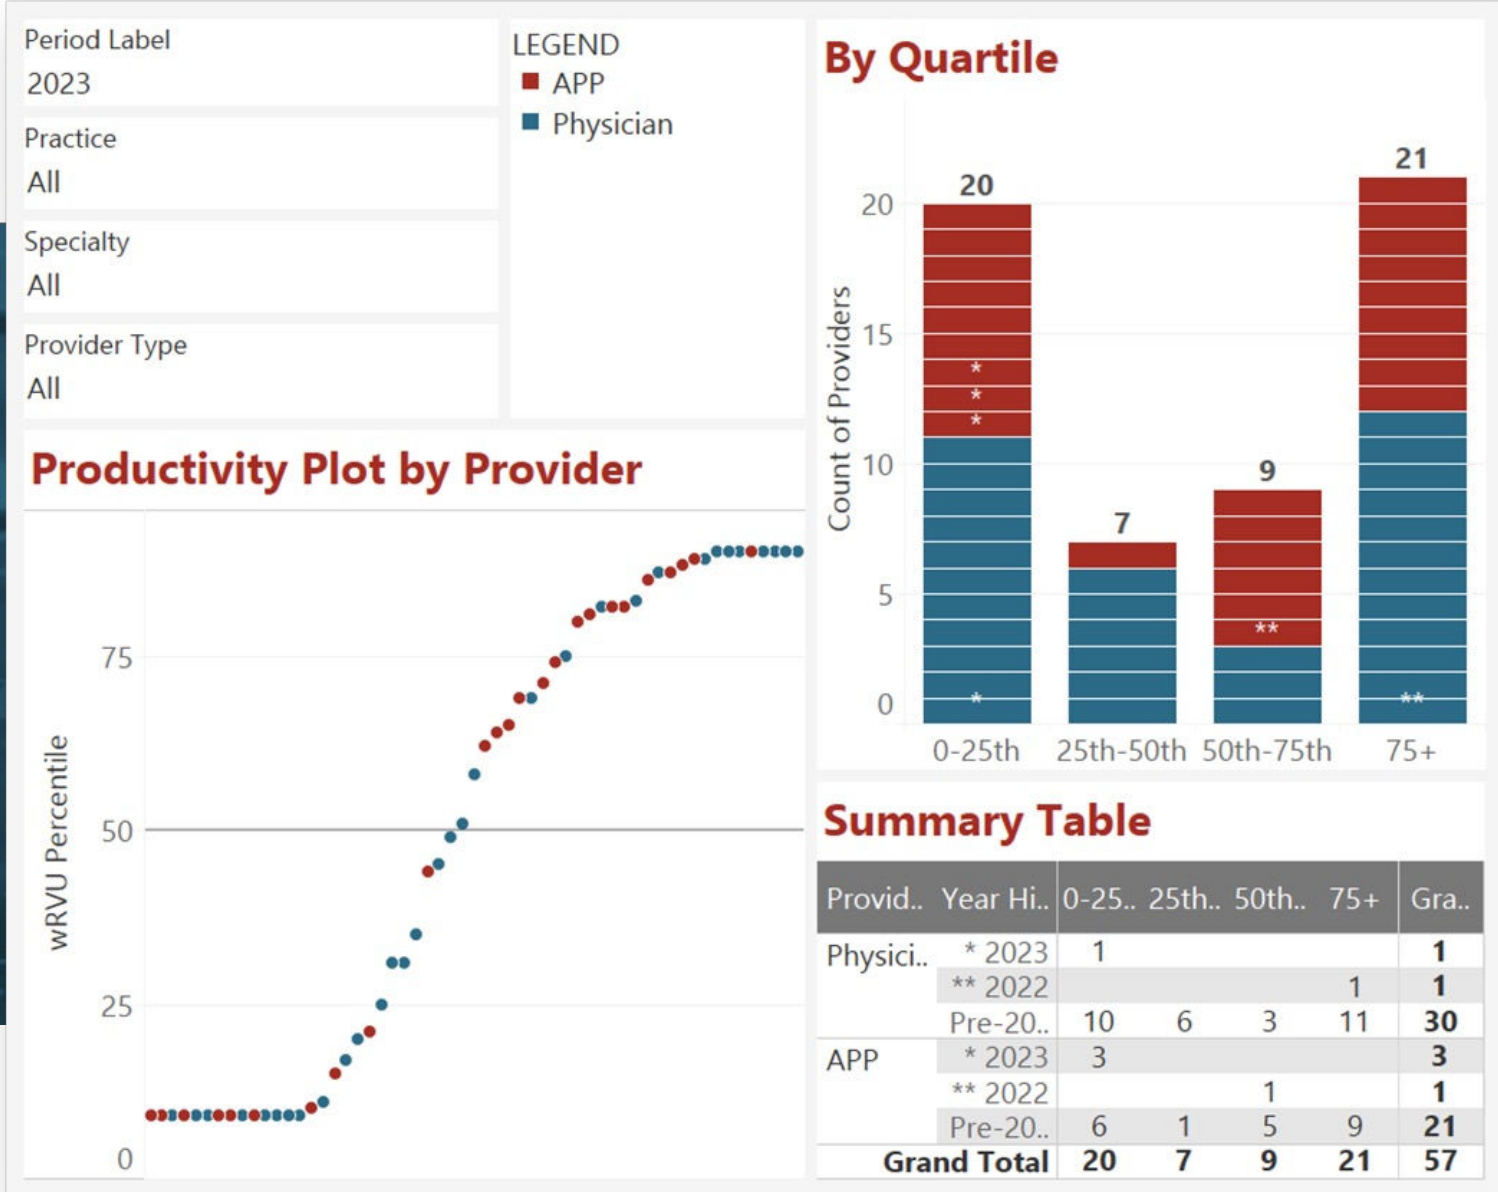 Period Label
2023
Practice
All
Specialty
All
Provider Type
All
LEGEND
APP
Physician
Productivity Plot by Provider
wRVU Percentile
75
50
25
0
By Quartile
Count of Providers
20
15
10
5
0
20
7
9
21
*
*
*
*
**
**
0-25th
25th-50th
50th-75th
75+
Summary Table
Provid.. Year Hi.. 0-25.. 25th.. 50th.. 75+ Gra..
Physici.. * 2023 1 1
** 2022 1 1
Pre-20.. 10 6 3 11 30
APP * 2023 3 3
** 2022 1 1
Pre-20.. 6 1 5 9 21
Grand Total 20 7 9 21 57